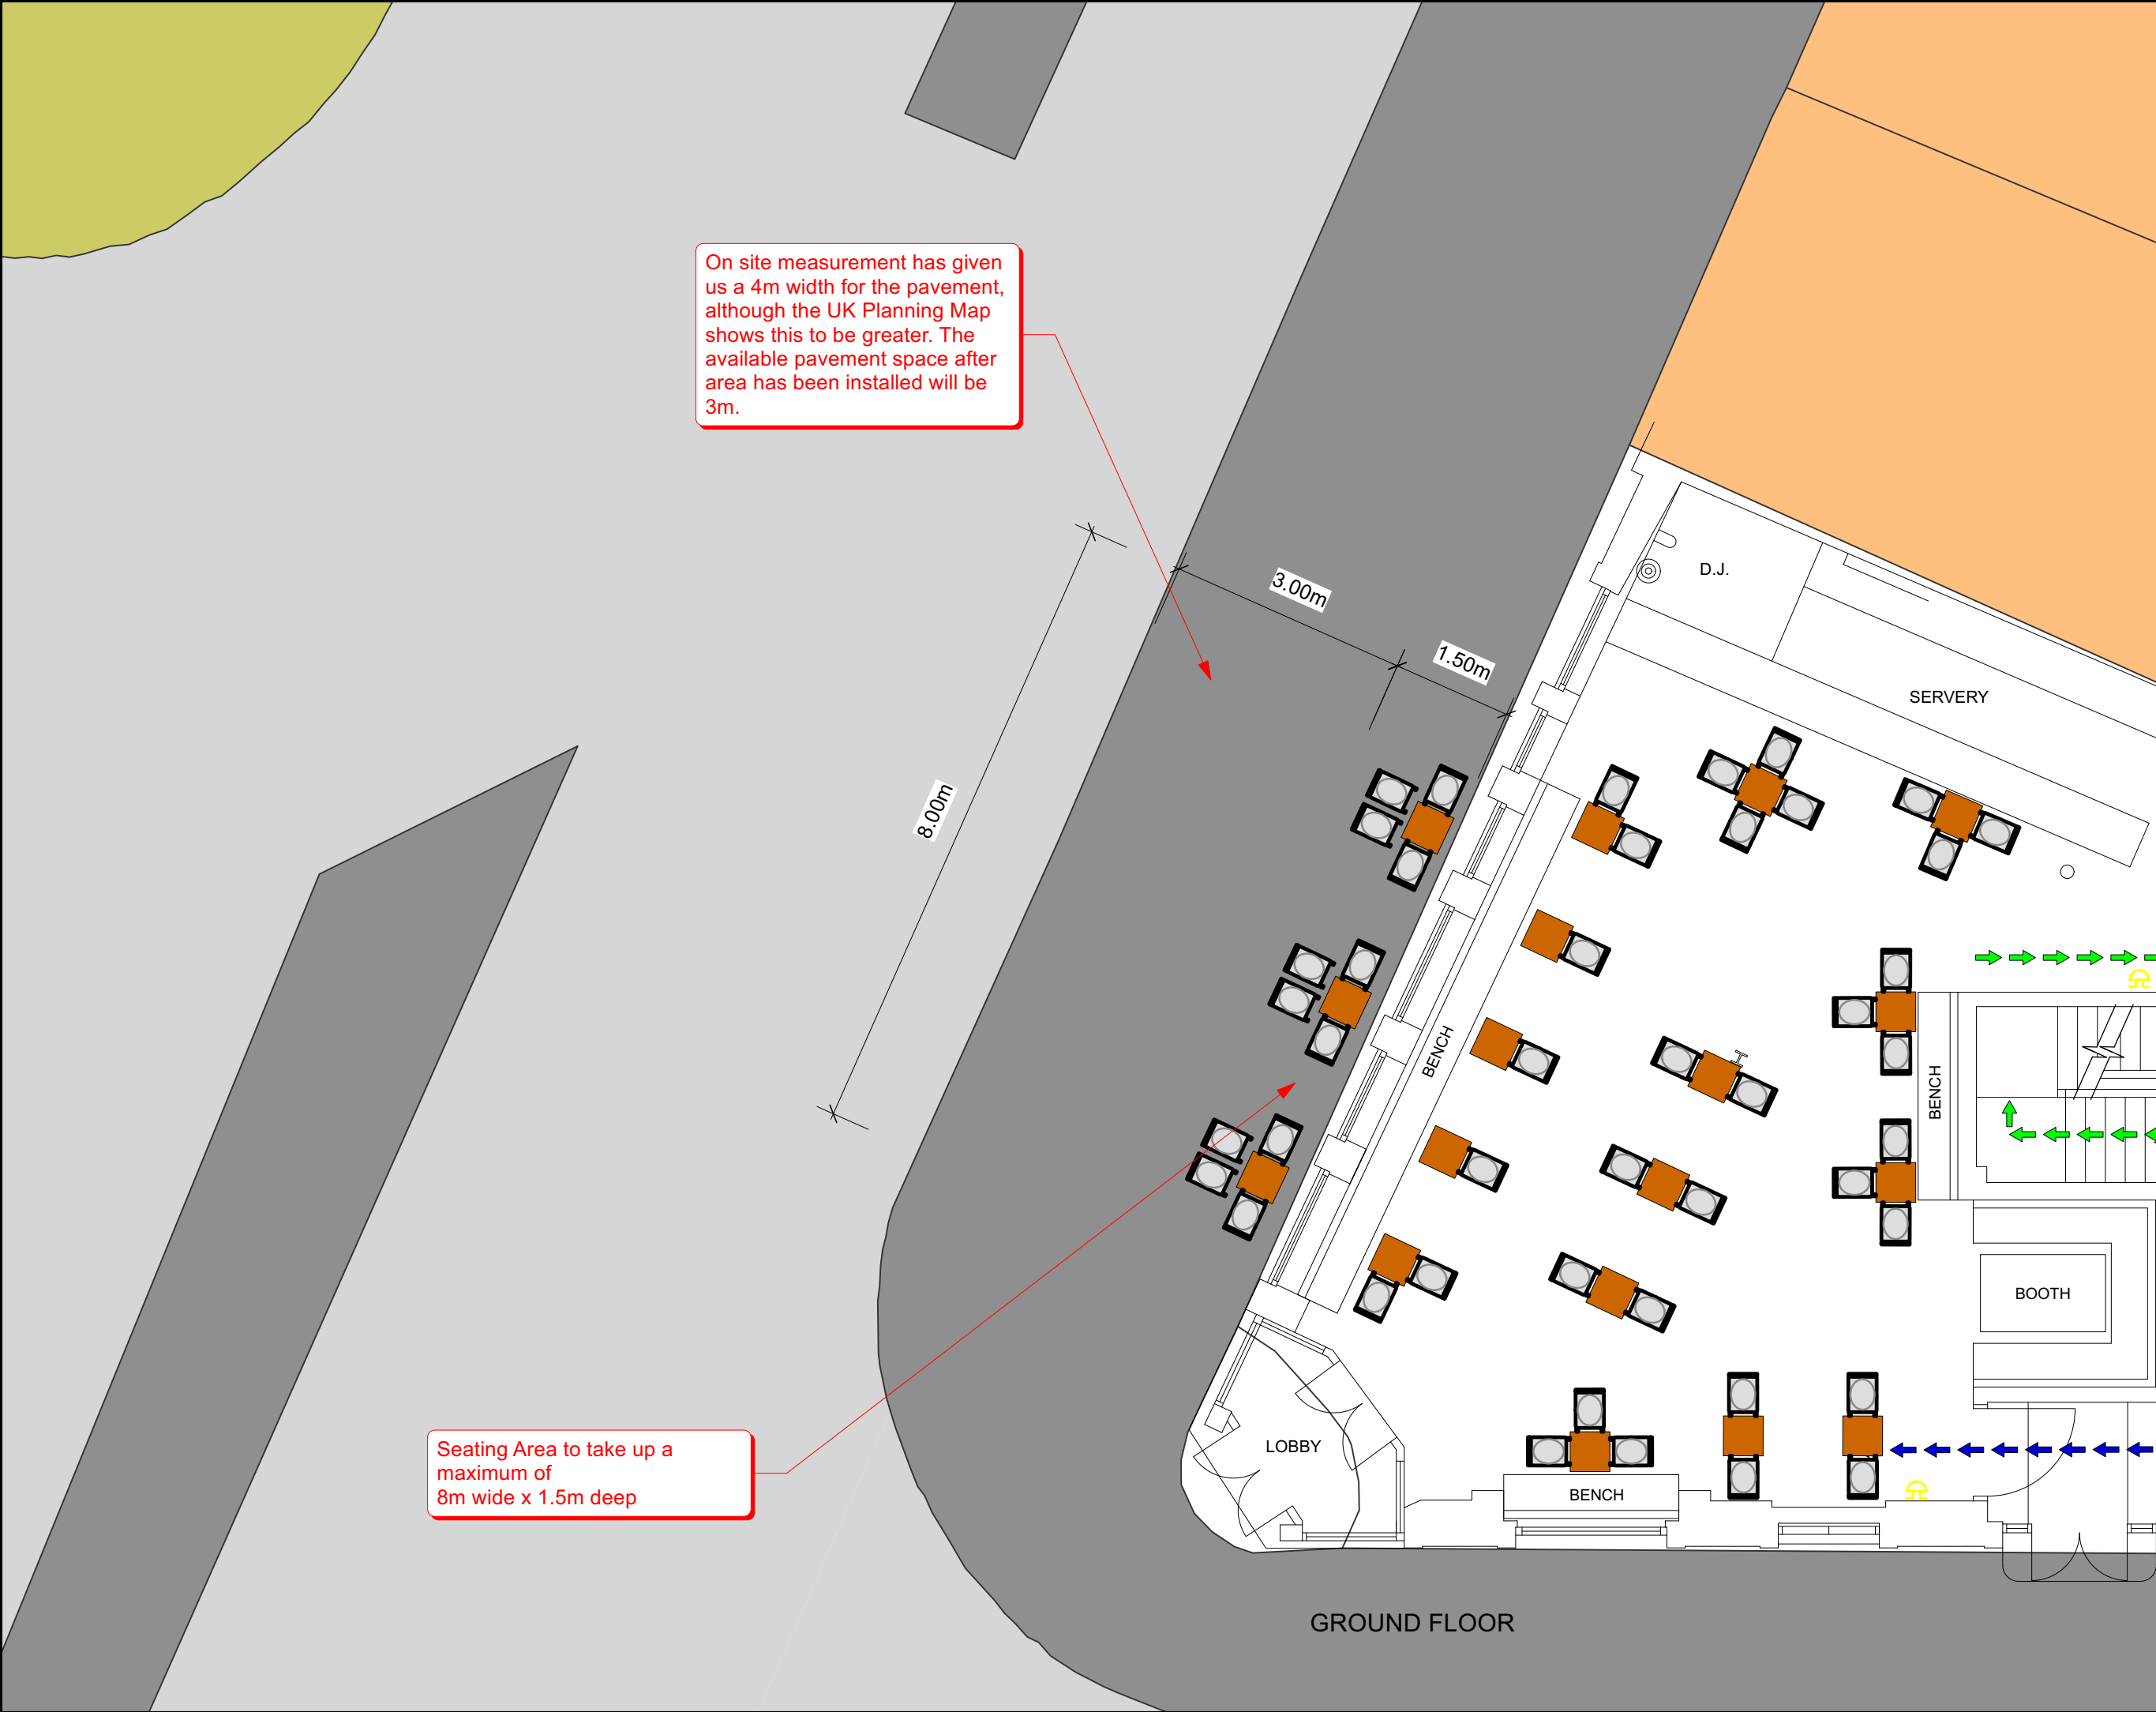 On site measurement has given
us a 4m width for the pavement,
although the UK Planning Map
shows this to be greater. The
available pavement space after
area has been installed will be
3m.
3.00m
1.50m
8.00m
D.J.
SERVERY
BENCH
BENCH
BOOTH
LOBBY
BENCH
Seating Area to take up a
maximum of
8m wide x 1.5m deep
GROUND FLOOR